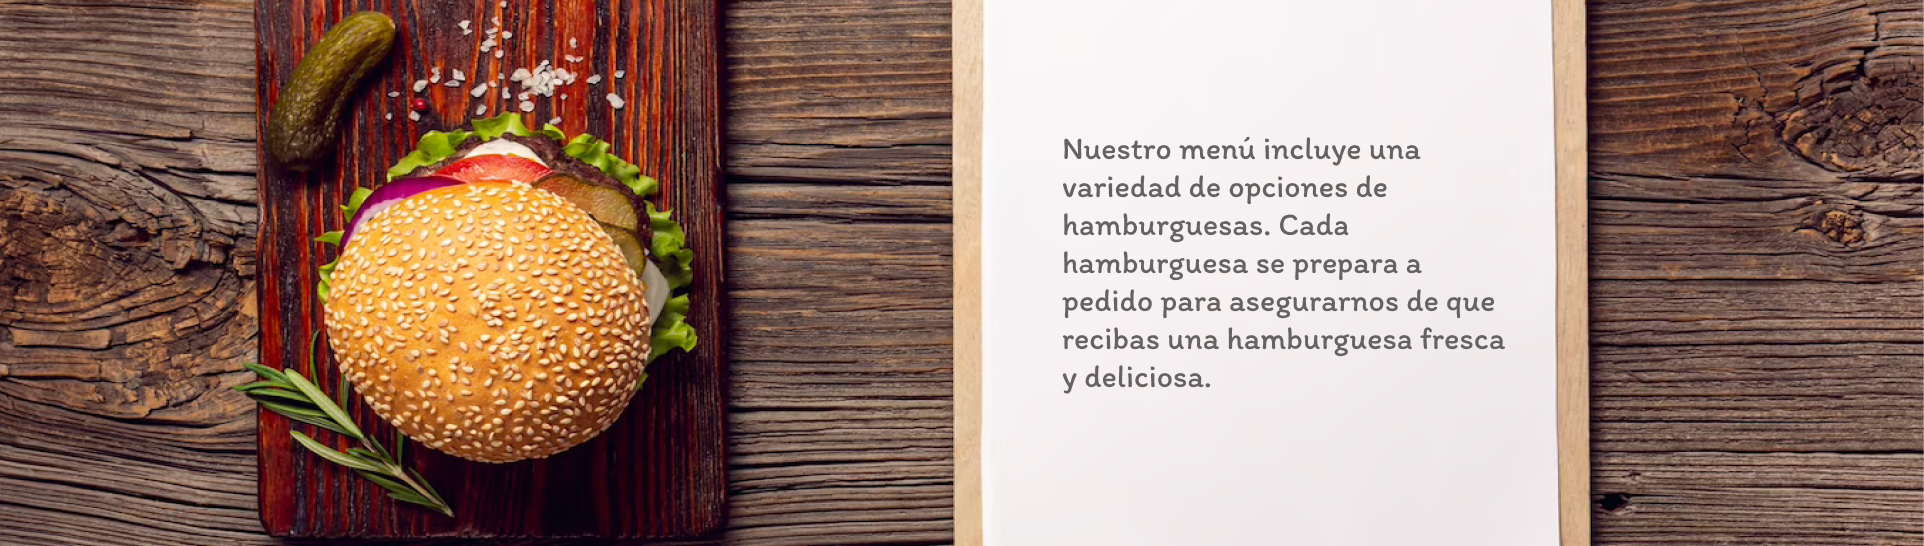 Nuestro menú incluye una
variedad de opciones de
hamburguesas. Cada
hamburguesa se prepara a
pedido para asegurarnos de que
recibas una hamburguesa fresca
y deliciosa.